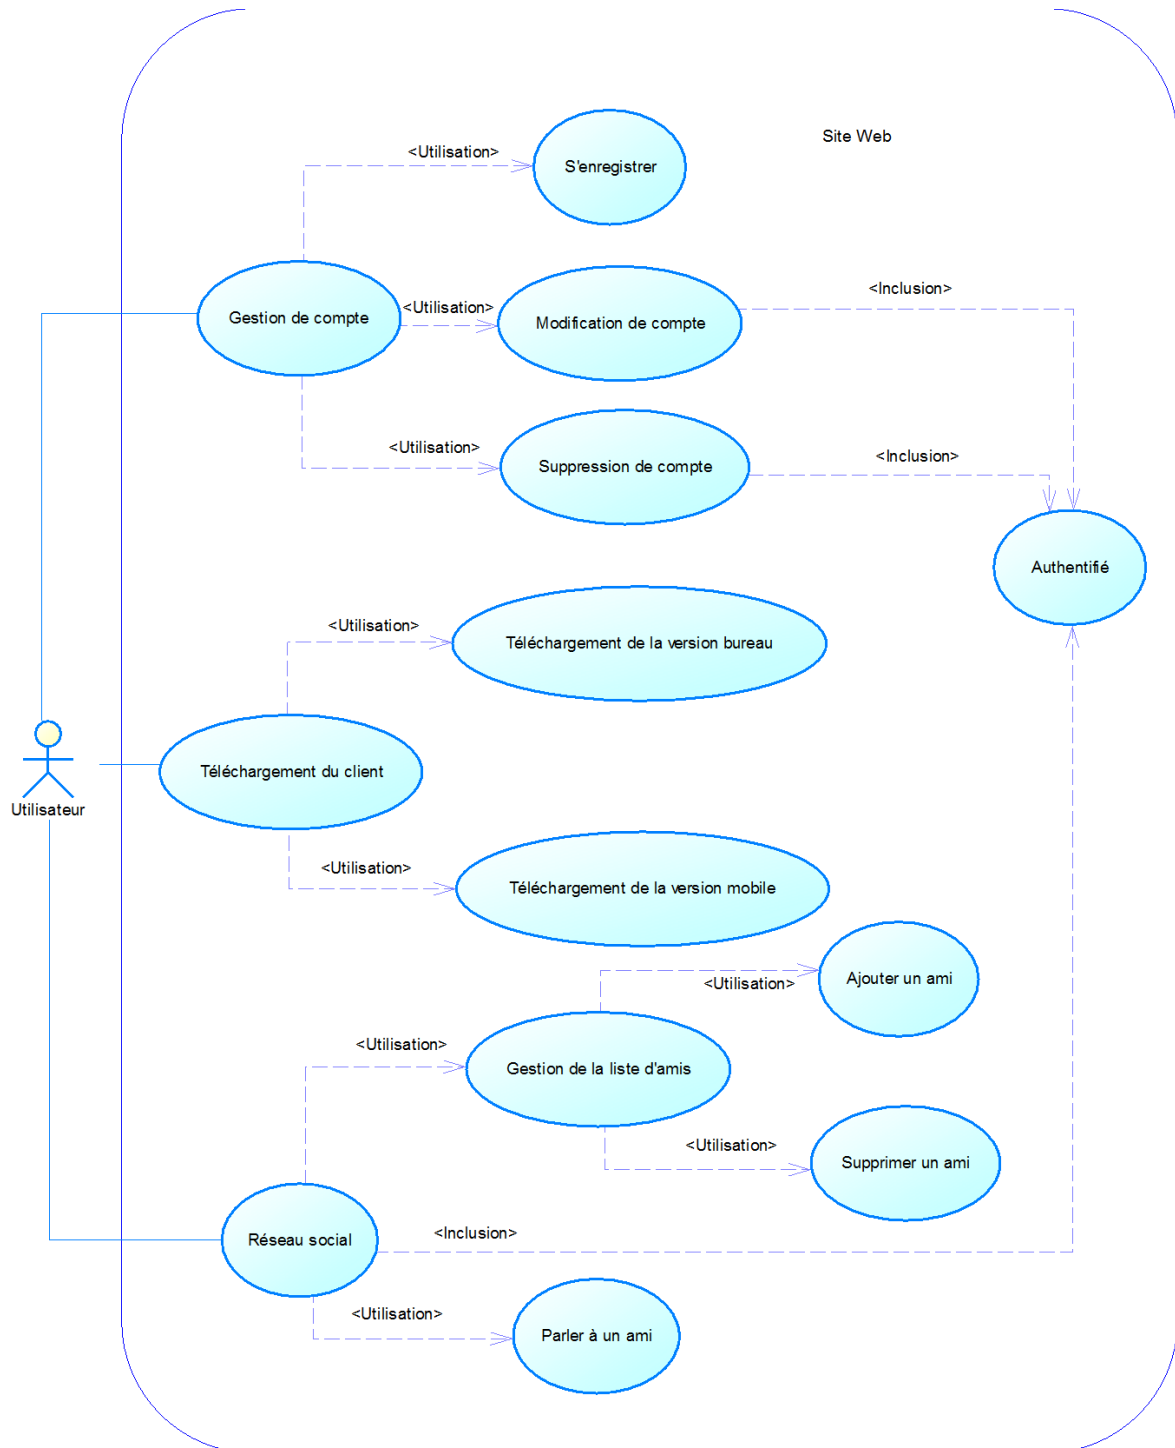 Site Web
<Utilisation>
S'enregistrer
Gestion de compte
<Utilisation>
Modification de compte
<Inclusion>
<Utilisation>
Suppression de compte
<Inclusion>
Authentifié
<Utilisation>
Téléchargement de la version bureau
Utilisateur
Téléchargement du client
<Utilisation>
Téléchargement de la version mobile
<Utilisation>
Ajouter un ami
<Utilisation>
Gestion de la liste d'amis
<Utilisation>
Supprimer un ami
Réseau social
<Inclusion>
<Utilisation>
Parler à un ami